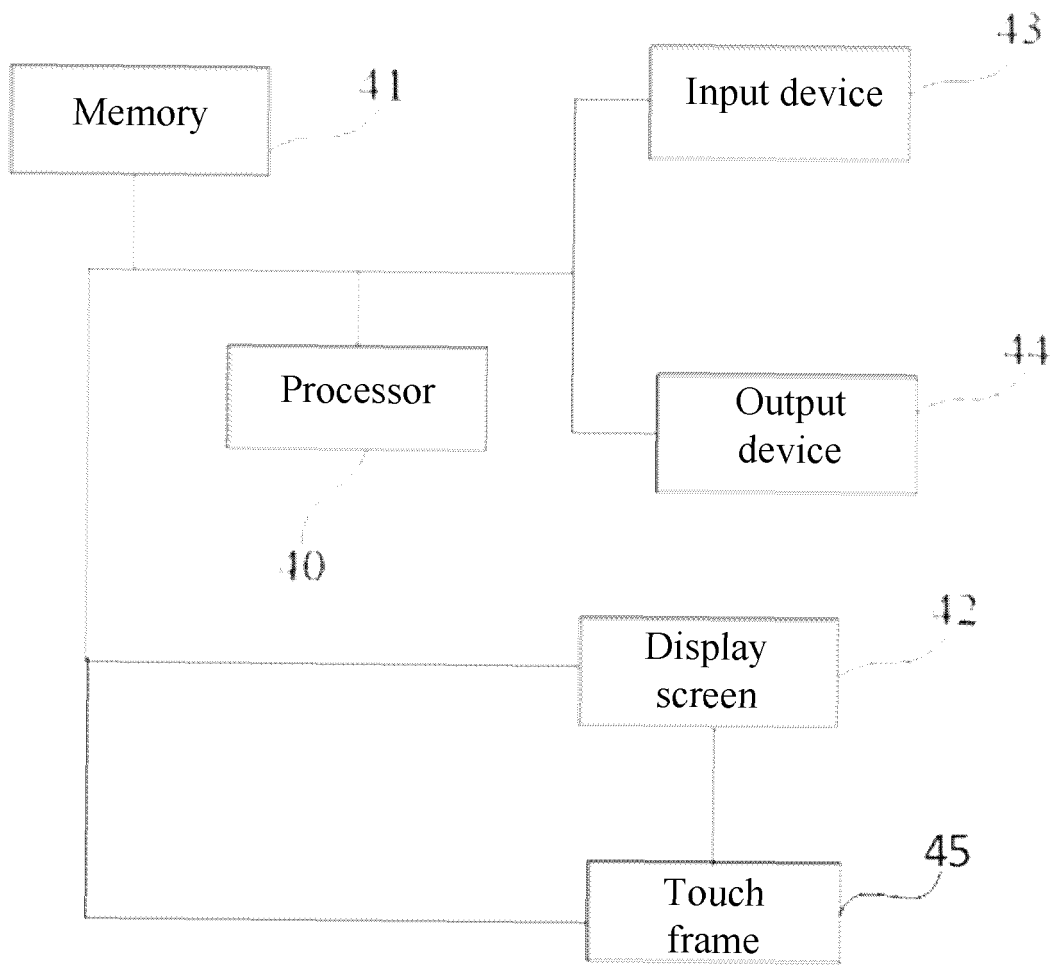 43
41
Input device
Memory
44
Processor
Output
device
40
42
Display
screen
45
Touch
frame